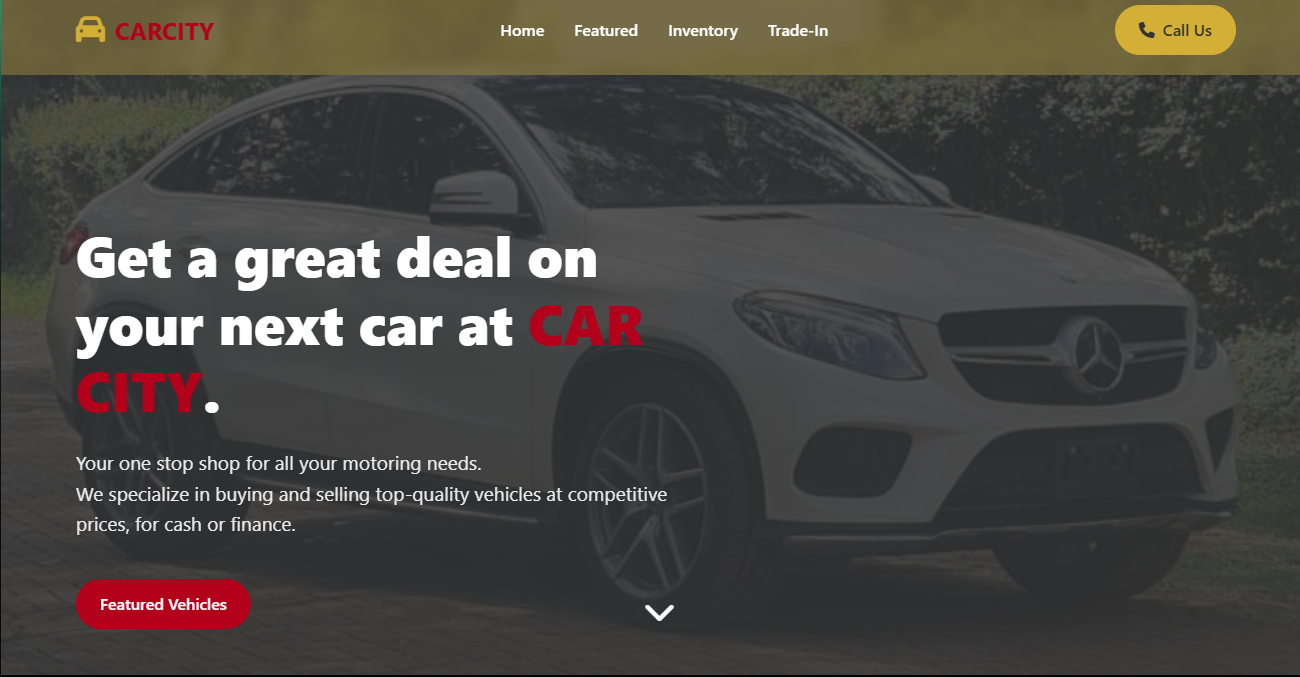 CARCITY
Home
Featured
Inventory
Trade-In
Call Us
Get a great deal on
your next car at CAR
CITY.
Your one stop shop for all your motoring needs.
We specialize in buying and selling top-quality vehicles at competitive
prices, for cash or finance.
Featured Vehicles